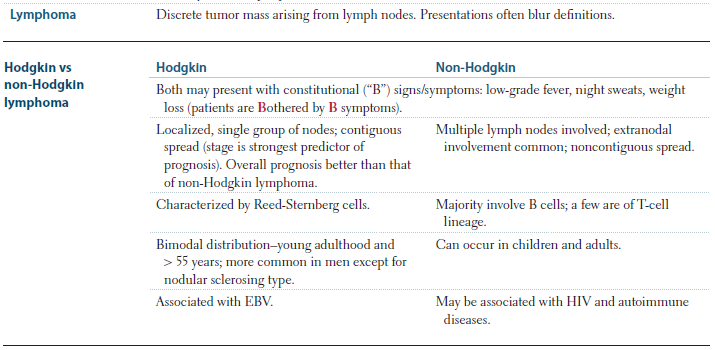 Lymphoma Discrete tumor mass arising from lymph nodes. Presentations often blur definitions.
Hodgkin vs
non-Hodgkin
lymphoma
Hodgkin Non-Hodgkin
Both may present with constitutional (“B”) signs/symptoms: low-grade fever, night sweats, weight
loss (patients are Bothered by B symptoms).
Localized, single group of nodes; contiguous
spread (stage is strongest predictor of
prognosis). Overall prognosis better than that
of non-Hodgkin lymphoma.
Multiple lymph nodes involved; extranodal
involvement common; noncontiguous spread.
Characterized by Reed-Sternberg cells.
Majority involve B cells; a few are of T-cell
lineage.
Bimodal distribution–young adulthood and
> 55 years; more common in men except for
nodular sclerosing type.
Can occur in children and adults.
Associated with EBV.
May be associated with HIV and autoimmune
diseases.